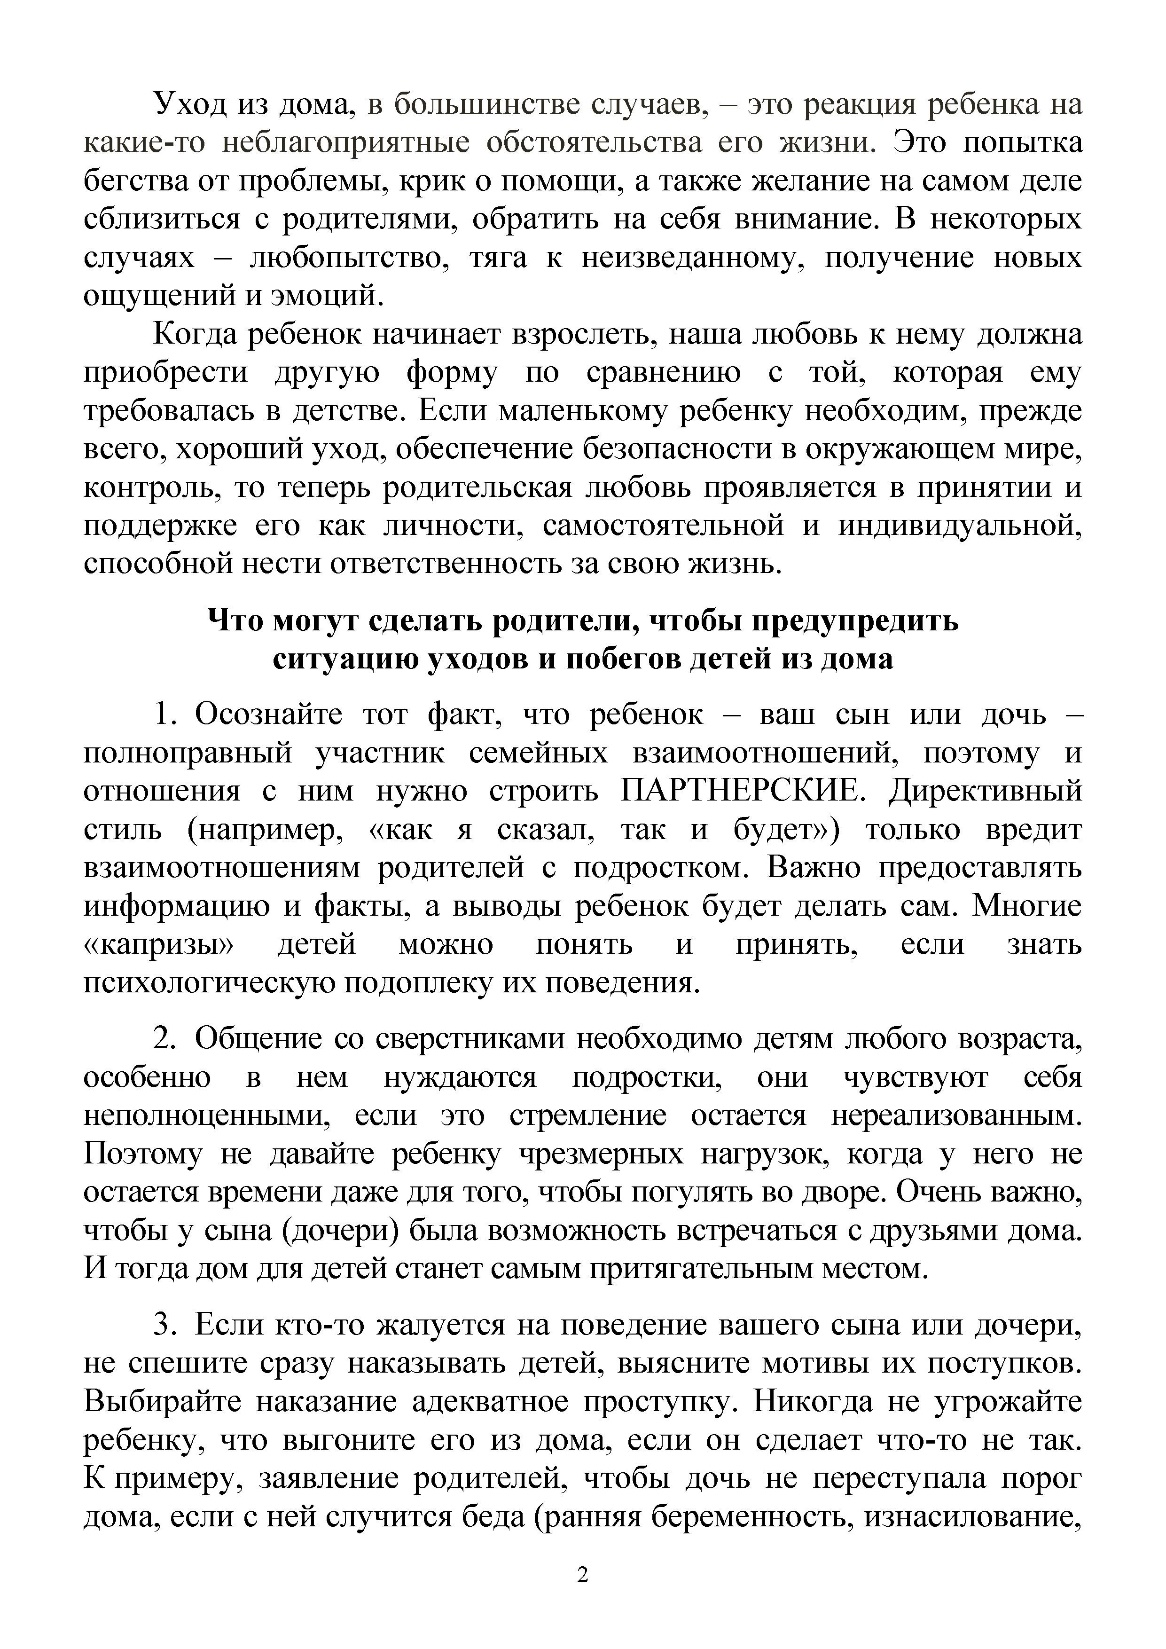 Уход из дома, в большинстве случаев, – это реакция ребенка на
какие-то неблагоприятные обстоятельства его жизни. Это попытка
бегства от проблемы, крик о помощи, а также желание на самом деле
сблизиться с родителями, обратить на себя внимание. В некоторых
случаях – любопытство, тяга к неизведанному, получение новых
ощущений и эмоций.
Когда ребенок начинает взрослеть, наша любовь к нему должна
приобрести другую форму по сравнению с той, которая ему
требовалась в детстве. Если маленькому ребенку необходим, прежде
всего, хороший уход, обеспечение безопасности в окружающем мире,
контроль, то теперь родительская любовь проявляется в принятии и
поддержке его как личности, самостоятельной и индивидуальной,
способной нести ответственность за свою жизнь.
Что могут сделать родители, чтобы предупредить
ситуацию уходов и побегов детей из дома
1. Осознайте тот факт, что ребенок – ваш сын или дочь –
полноправный участник семейных взаимоотношений, поэтому и
отношения с ним нужно строить ПАРТНЕРСКИЕ. Директивный
стиль (например, «как я сказал, так и будет») только вредит
взаимоотношениям родителей с подростком. Важно предоставлять
информацию и факты, а выводы ребенок будет делать сам. Многие
«капризы» детей можно понять и принять, если знать
психологическую подоплеку их поведения.
2. Общение со сверстниками необходимо детям любого возраста,
особенно в нем нуждаются подростки, они чувствуют себя
неполноценными, если это стремление остается нереализованным.
Поэтому не давайте ребенку чрезмерных нагрузок, когда у него не
остается времени даже для того, чтобы погулять во дворе. Очень важно,
чтобы у сына (дочери) была возможность встречаться с друзьями дома.
И тогда дом для детей станет самым притягательным местом.
3. Если кто-то жалуется на поведение вашего сына или дочери,
не спешите сразу наказывать детей, выясните мотивы их поступков.
Выбирайте наказание адекватное проступку. Никогда не угрожайте
ребенку, что выгоните его из дома, если он сделает что-то не так.
К примеру, заявление родителей, чтобы дочь не переступала порог
дома, если с ней случится беда (ранняя беременность, изнасилование,
2